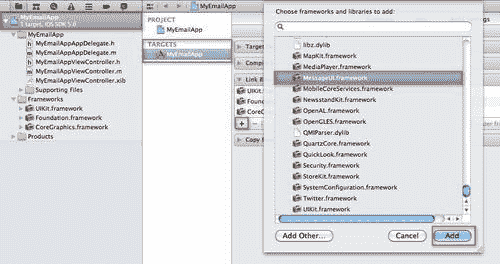 MyEmailApp
1 target, iOS SDK 5.0
MyEmailApp
MyEmailAppAppDelegate.h
MyEmailAppAppDelegate.m
MyEmailAppViewController.h
MyEmailAppViewController.m
MyEmailAppViewController.xib
Supporting Files
Frameworks
UIKit.framework
Foundation.framework
CoreGraphics.framework
Products
MyEmailApp
PROJECT
MyEmailApp
TARGETS
MyEmailApp
Target
Compi
Link B
UIKit.
Found
CoreG
Copy
Choose frameworks and libraries to add:
libz.dylib
MapKit.framework
MediaPlayer.framework
MessageUI.framework
MobileCoreServices.framework
NewsstandKit.framework
OpenAL.framework
OpenGLES.framework
QMIParser.dylib
QuartzCore.framework
QuickLook.framework
Security.framework
StoreKit.framework
SystemConfiguration.framework
Twitter.framework
UIKit.framework
Add Other...
Cancel
Add